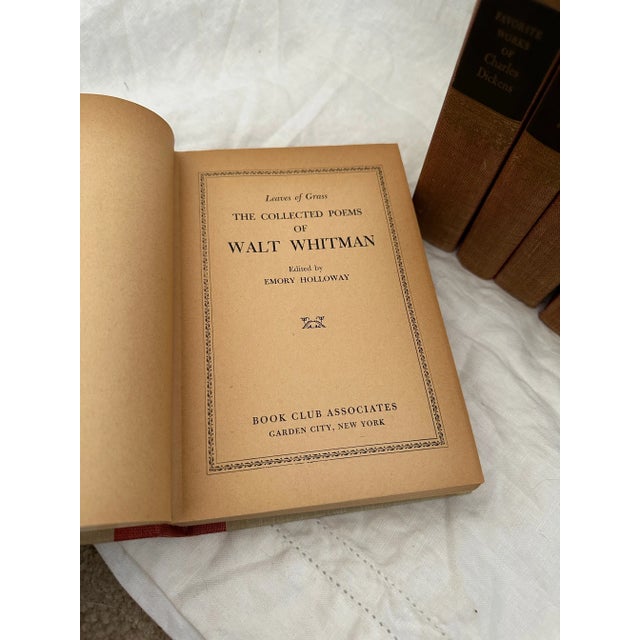 Leaves of Grass
THE COLLECTED POEMS
OF
WALT WHITMAN
Edited by
EMORY HOLLOWAY
BOOK CLUB ASSOCIATES
GARDEN CITY, NEW YORK
FAVORITE
WORKS
OF
Charles
Dickens